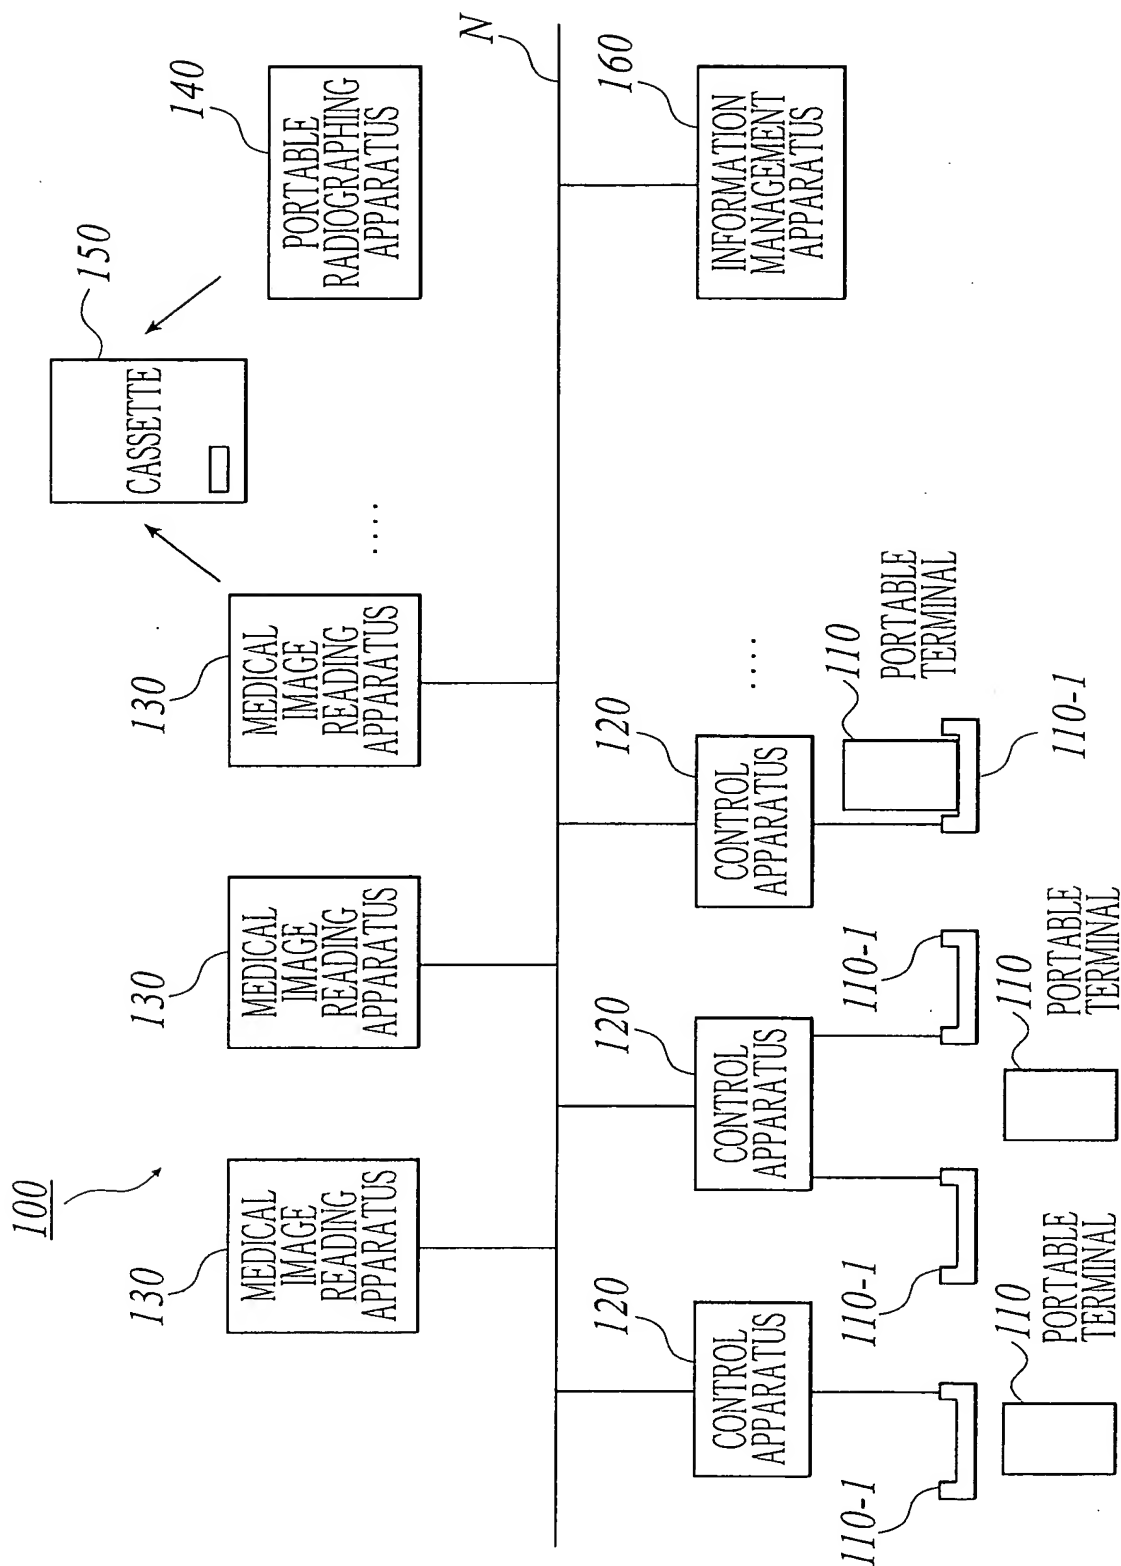 100
150
CASSETTE
130
MEDICAL
IMAGE
READING
APPARATUS
130
MEDICAL
IMAGE
READING
APPARATUS
130
MEDICAL
IMAGE
READING
APPARATUS
....
140
PORTABLE
RADIOGRAPHING
APPARATUS
N
120
CONTROL
APPARATUS
120
CONTROL
APPARATUS
120
CONTROL
APPARATUS
....
160
INFORMATION
MANAGEMENT
APPARATUS
110-1
110
PORTABLE
TERMINAL
110-1
110-1
110
PORTABLE
TERMINAL
110
PORTABLE
TERMINAL
110-1